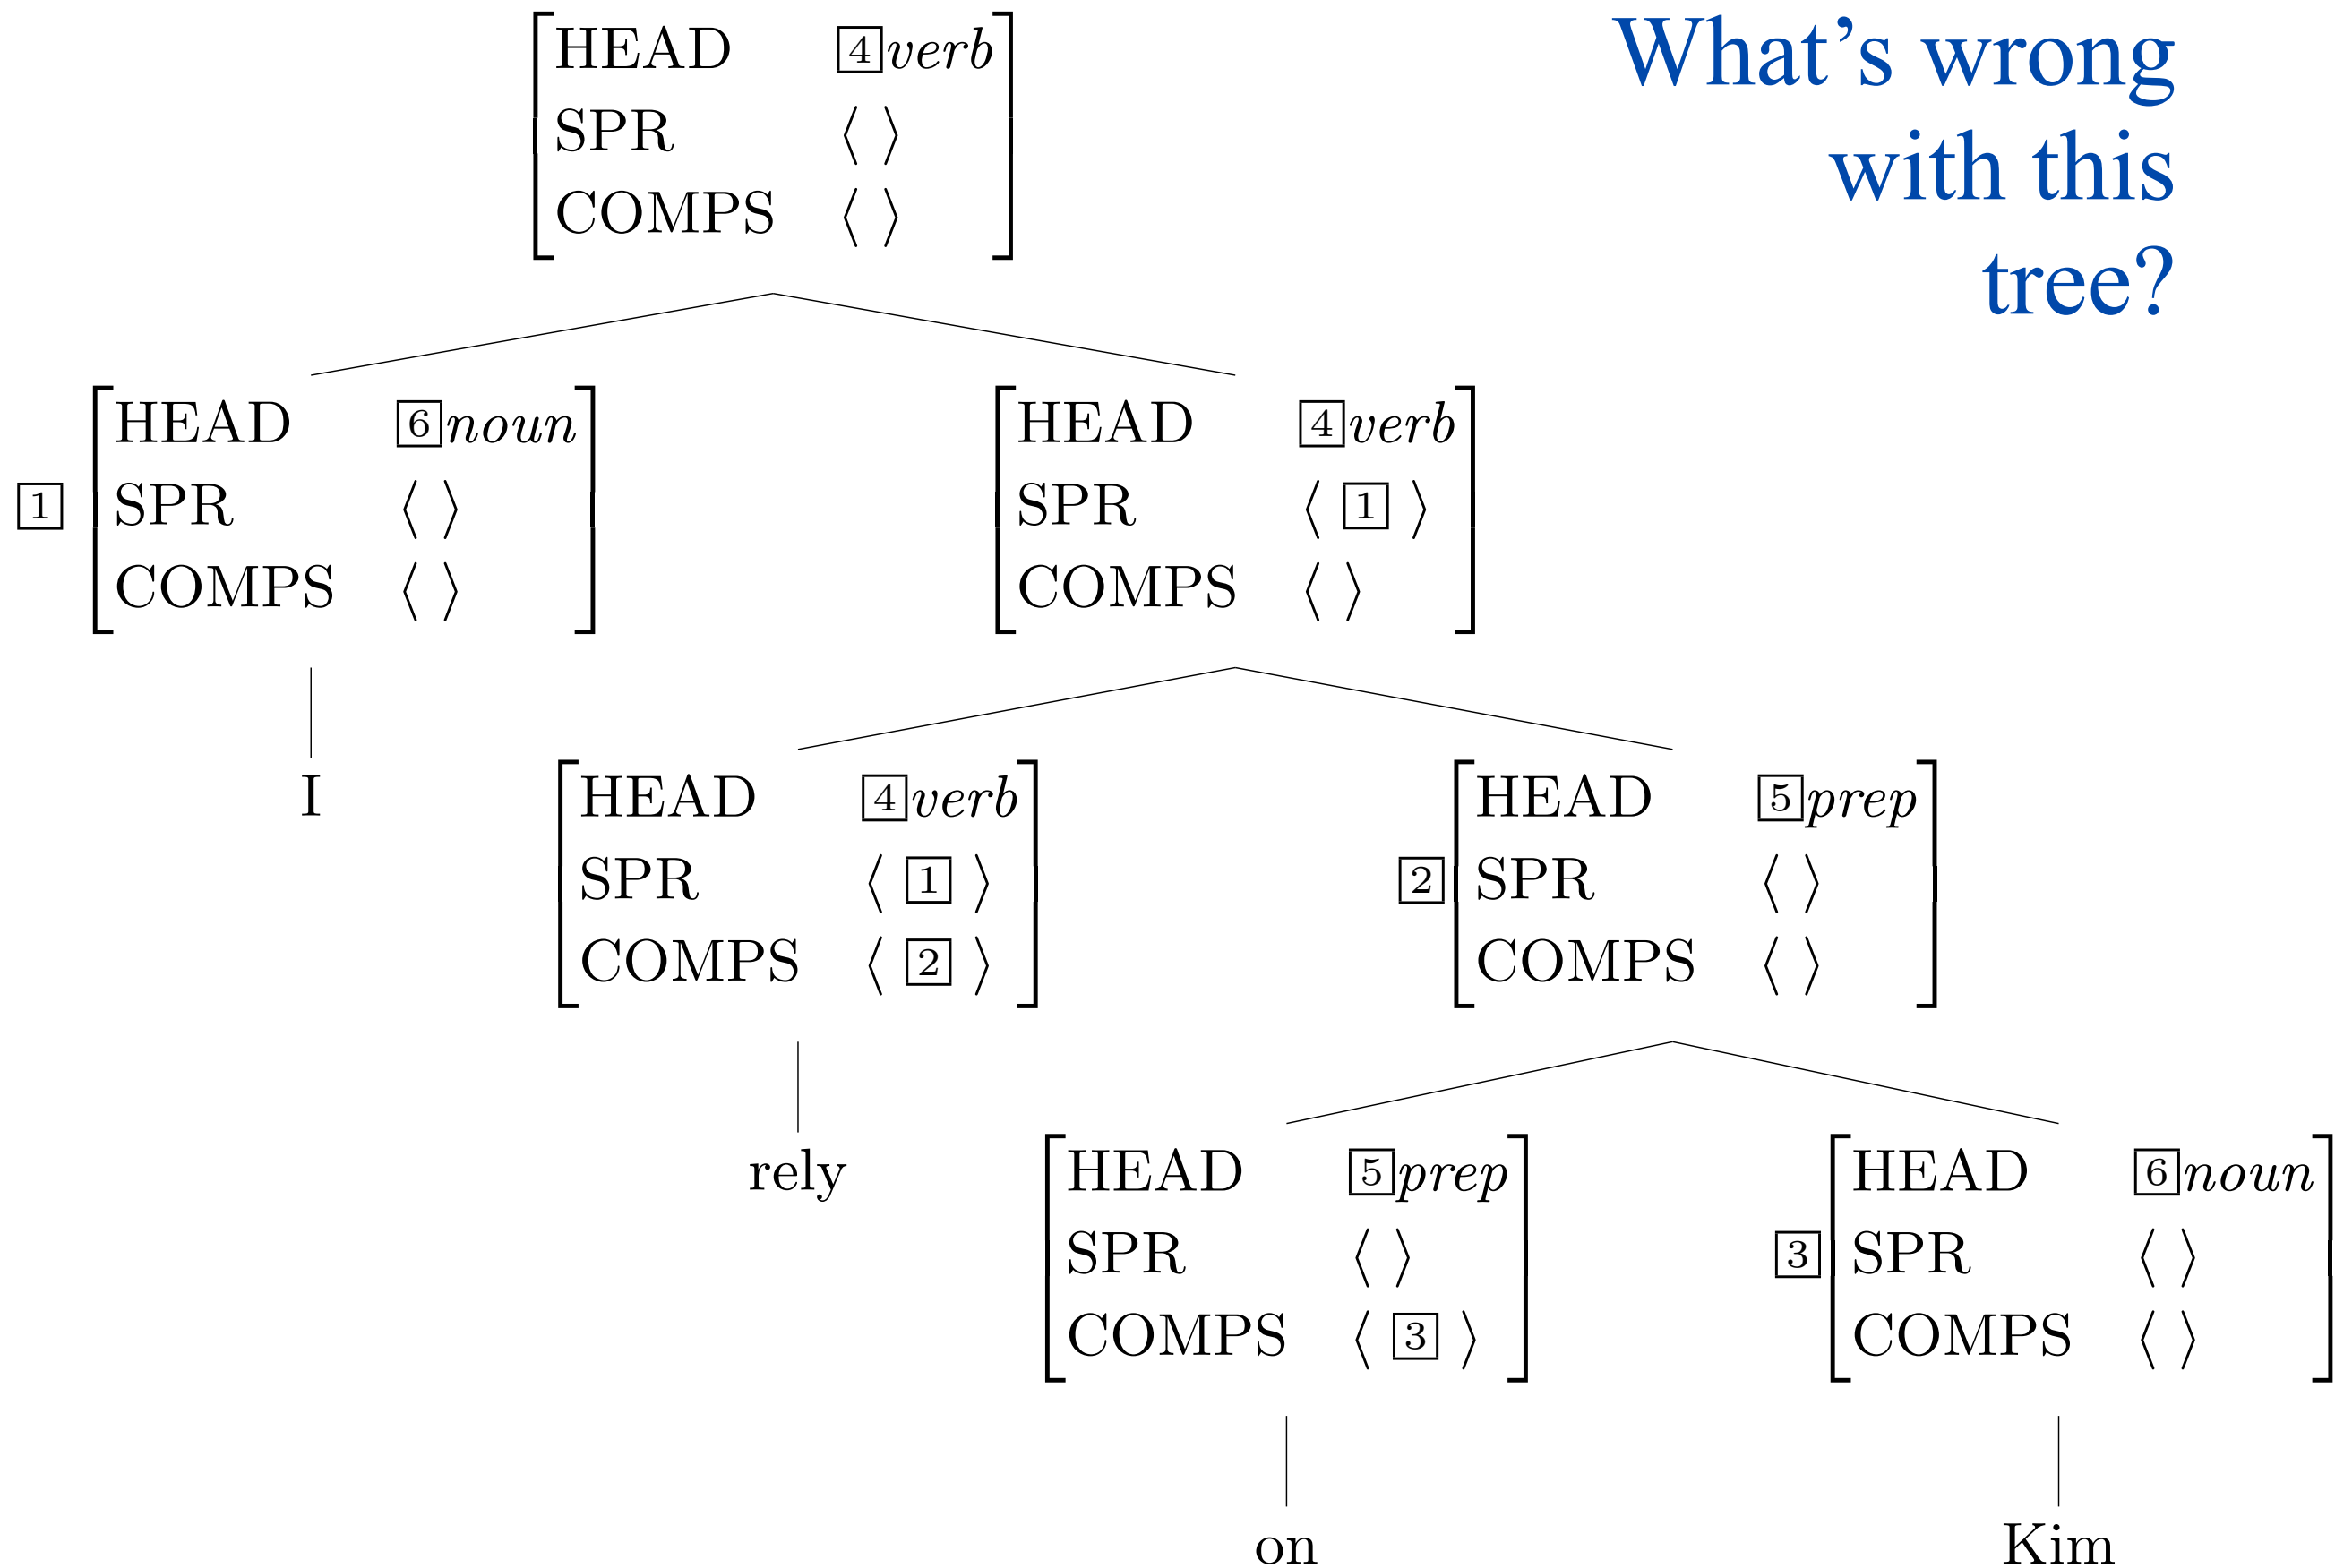 What's wrong
with this
tree?
HEAD 4 verb
SPR ⟨ ⟩
COMPS ⟨ ⟩
1
HEAD 6 noun
SPR ⟨ ⟩
COMPS ⟨ ⟩
HEAD 4 verb
SPR ⟨ 1 ⟩
COMPS ⟨ ⟩
I
HEAD 4 verb
SPR ⟨ 1 ⟩
COMPS ⟨ 2 ⟩
2
HEAD 5 prep
SPR ⟨ ⟩
COMPS ⟨ ⟩
rely
HEAD 5 prep
SPR ⟨ ⟩
COMPS ⟨ 3 ⟩
3
HEAD 6 noun
SPR ⟨ ⟩
COMPS ⟨ ⟩
on
Kim